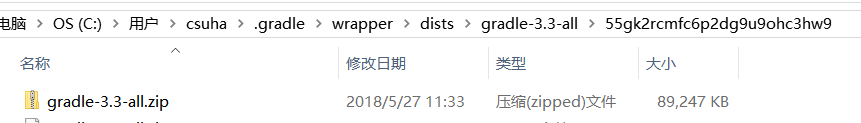 电脑 › OS (C:) › 用户 › csuha › .gradle › wrapper › dists › gradle-3.3-all › 55gk2rcmfc6p2dg9u9ohc3hw9
名称 修改日期 类型 大小
gradle-3.3-all.zip 2018/5/27 11:33 压缩(zipped)文件 89,247 KB